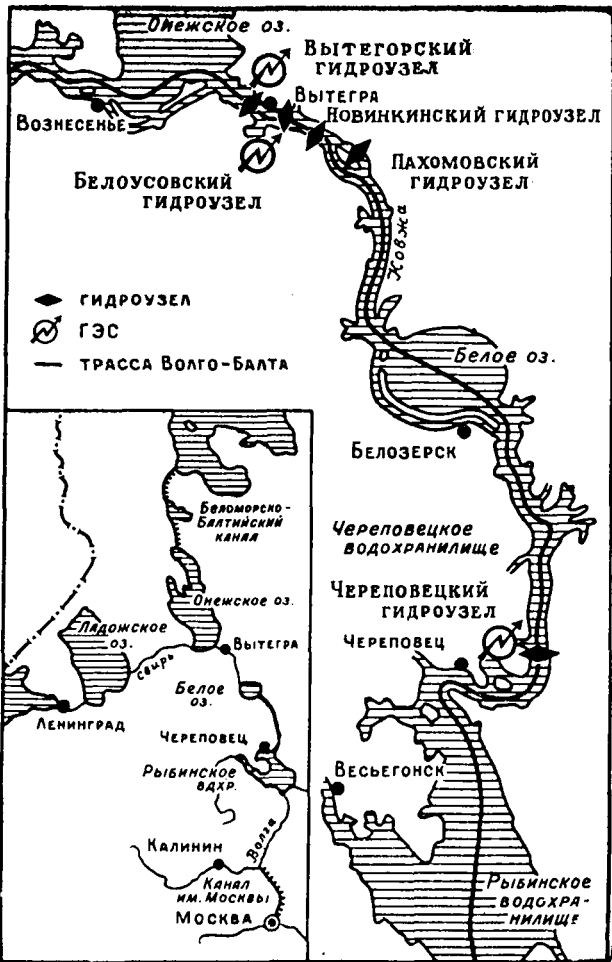 Онежское оз.
Вытегорский
гидроузел
Вытегра
Вознесенье
Новинкинский гидроузел
Белоусовский
гидроузел
Пахомовский
гидроузел
Ковжа
гидроузел
ГЭС
трасса Волго-Балта
Белое оз.
Белозерск
Череповецкое
водохранилище
Череповецкий
гидроузел
Череповец
Весьегонск
Рыбинское
водохра-
нилище
Беломорско-
Балтийский
канал
Онежское оз.
Ладожское
оз.
Свирь
Вытегра
Белое
оз.
Ленинград
Череповец
Рыбинское
вдхр.
Волга
Калинин
Канал
им. Москвы
Москва